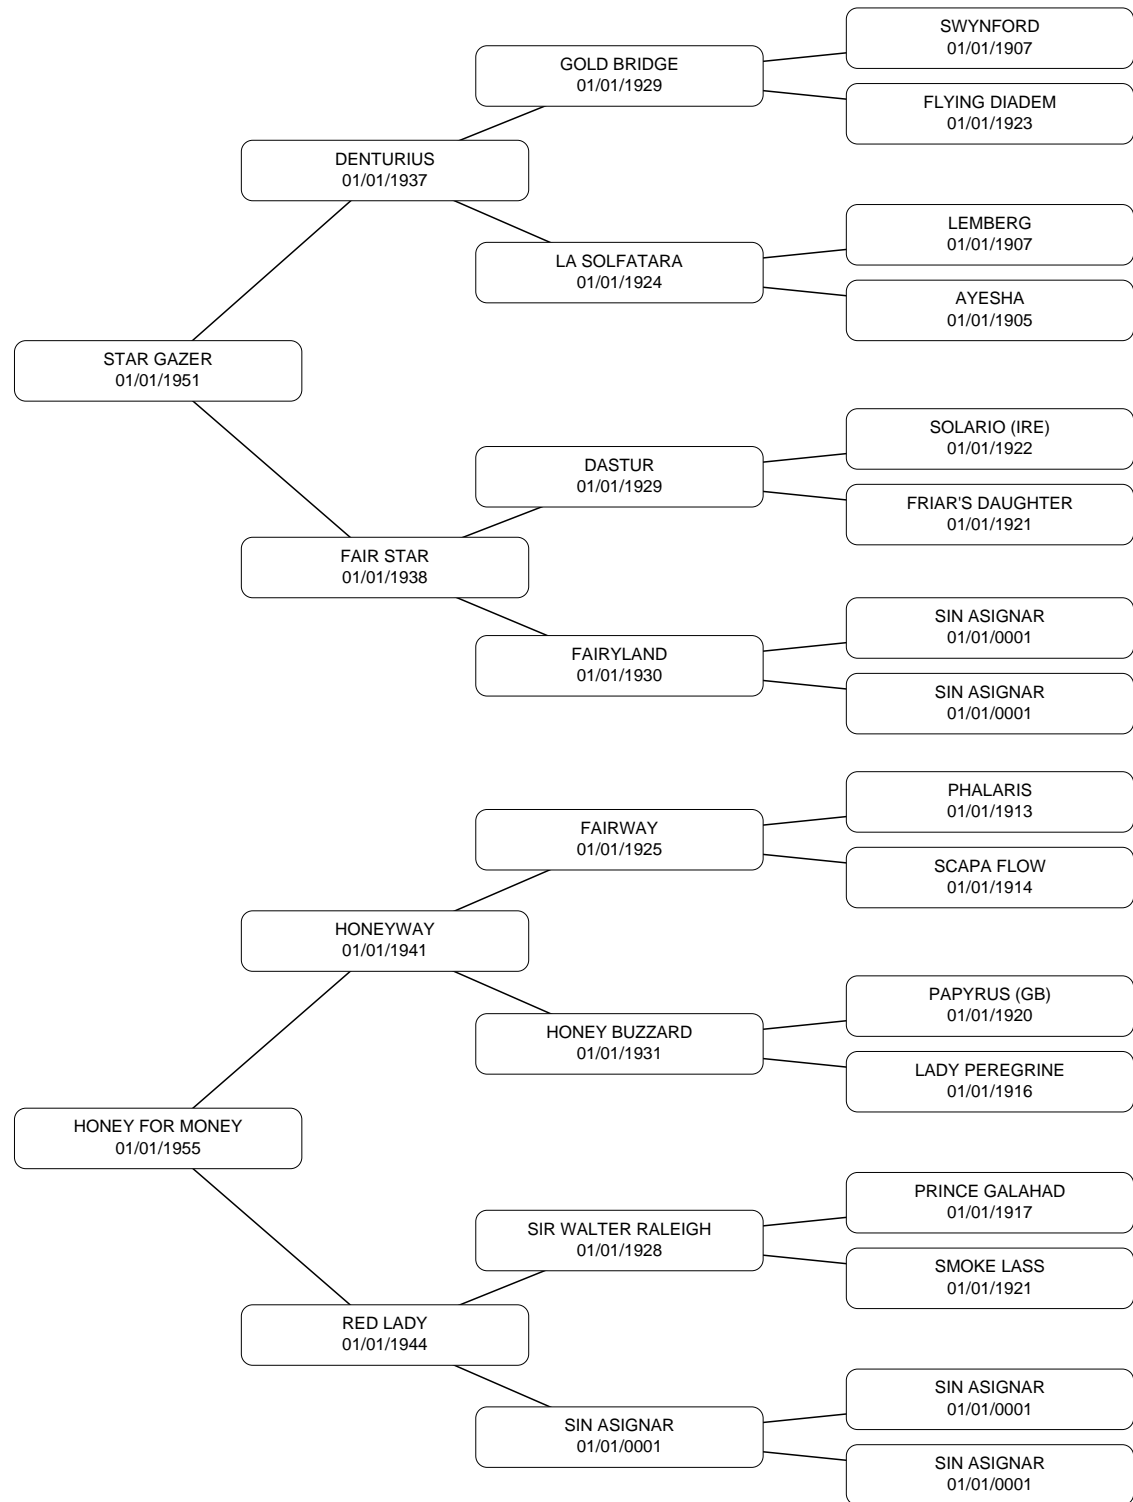 SWYNFORD
01/01/1907
GOLD BRIDGE
01/01/1929
FLYING DIADEM
01/01/1923
DENTURIUS
01/01/1937
LEMBERG
01/01/1907
LA SOLFATARA
01/01/1924
AYESHA
01/01/1905
STAR GAZER
01/01/1951
SOLARIO (IRE)
01/01/1922
DASTUR
01/01/1929
FRIAR'S DAUGHTER
01/01/1921
FAIR STAR
01/01/1938
SIN ASIGNAR
01/01/0001
FAIRYLAND
01/01/1930
SIN ASIGNAR
01/01/0001
PHALARIS
01/01/1913
FAIRWAY
01/01/1925
SCAPA FLOW
01/01/1914
HONEYWAY
01/01/1941
PAPYRUS (GB)
01/01/1920
HONEY BUZZARD
01/01/1931
LADY PEREGRINE
01/01/1916
HONEY FOR MONEY
01/01/1955
PRINCE GALAHAD
01/01/1917
SIR WALTER RALEIGH
01/01/1928
SMOKE LASS
01/01/1921
RED LADY
01/01/1944
SIN ASIGNAR
01/01/0001
SIN ASIGNAR
01/01/0001
SIN ASIGNAR
01/01/0001